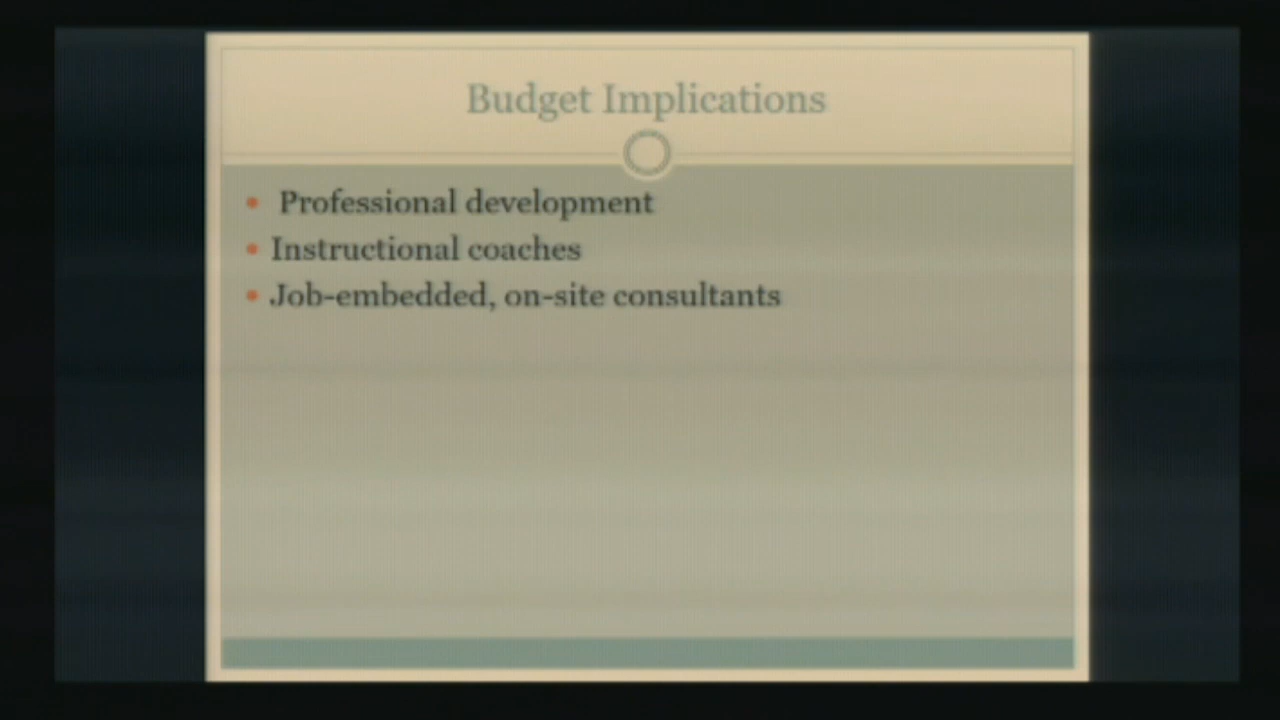 Budget Implications
• Professional development
• Instructional coaches
• Job-embedded, on-site consultants